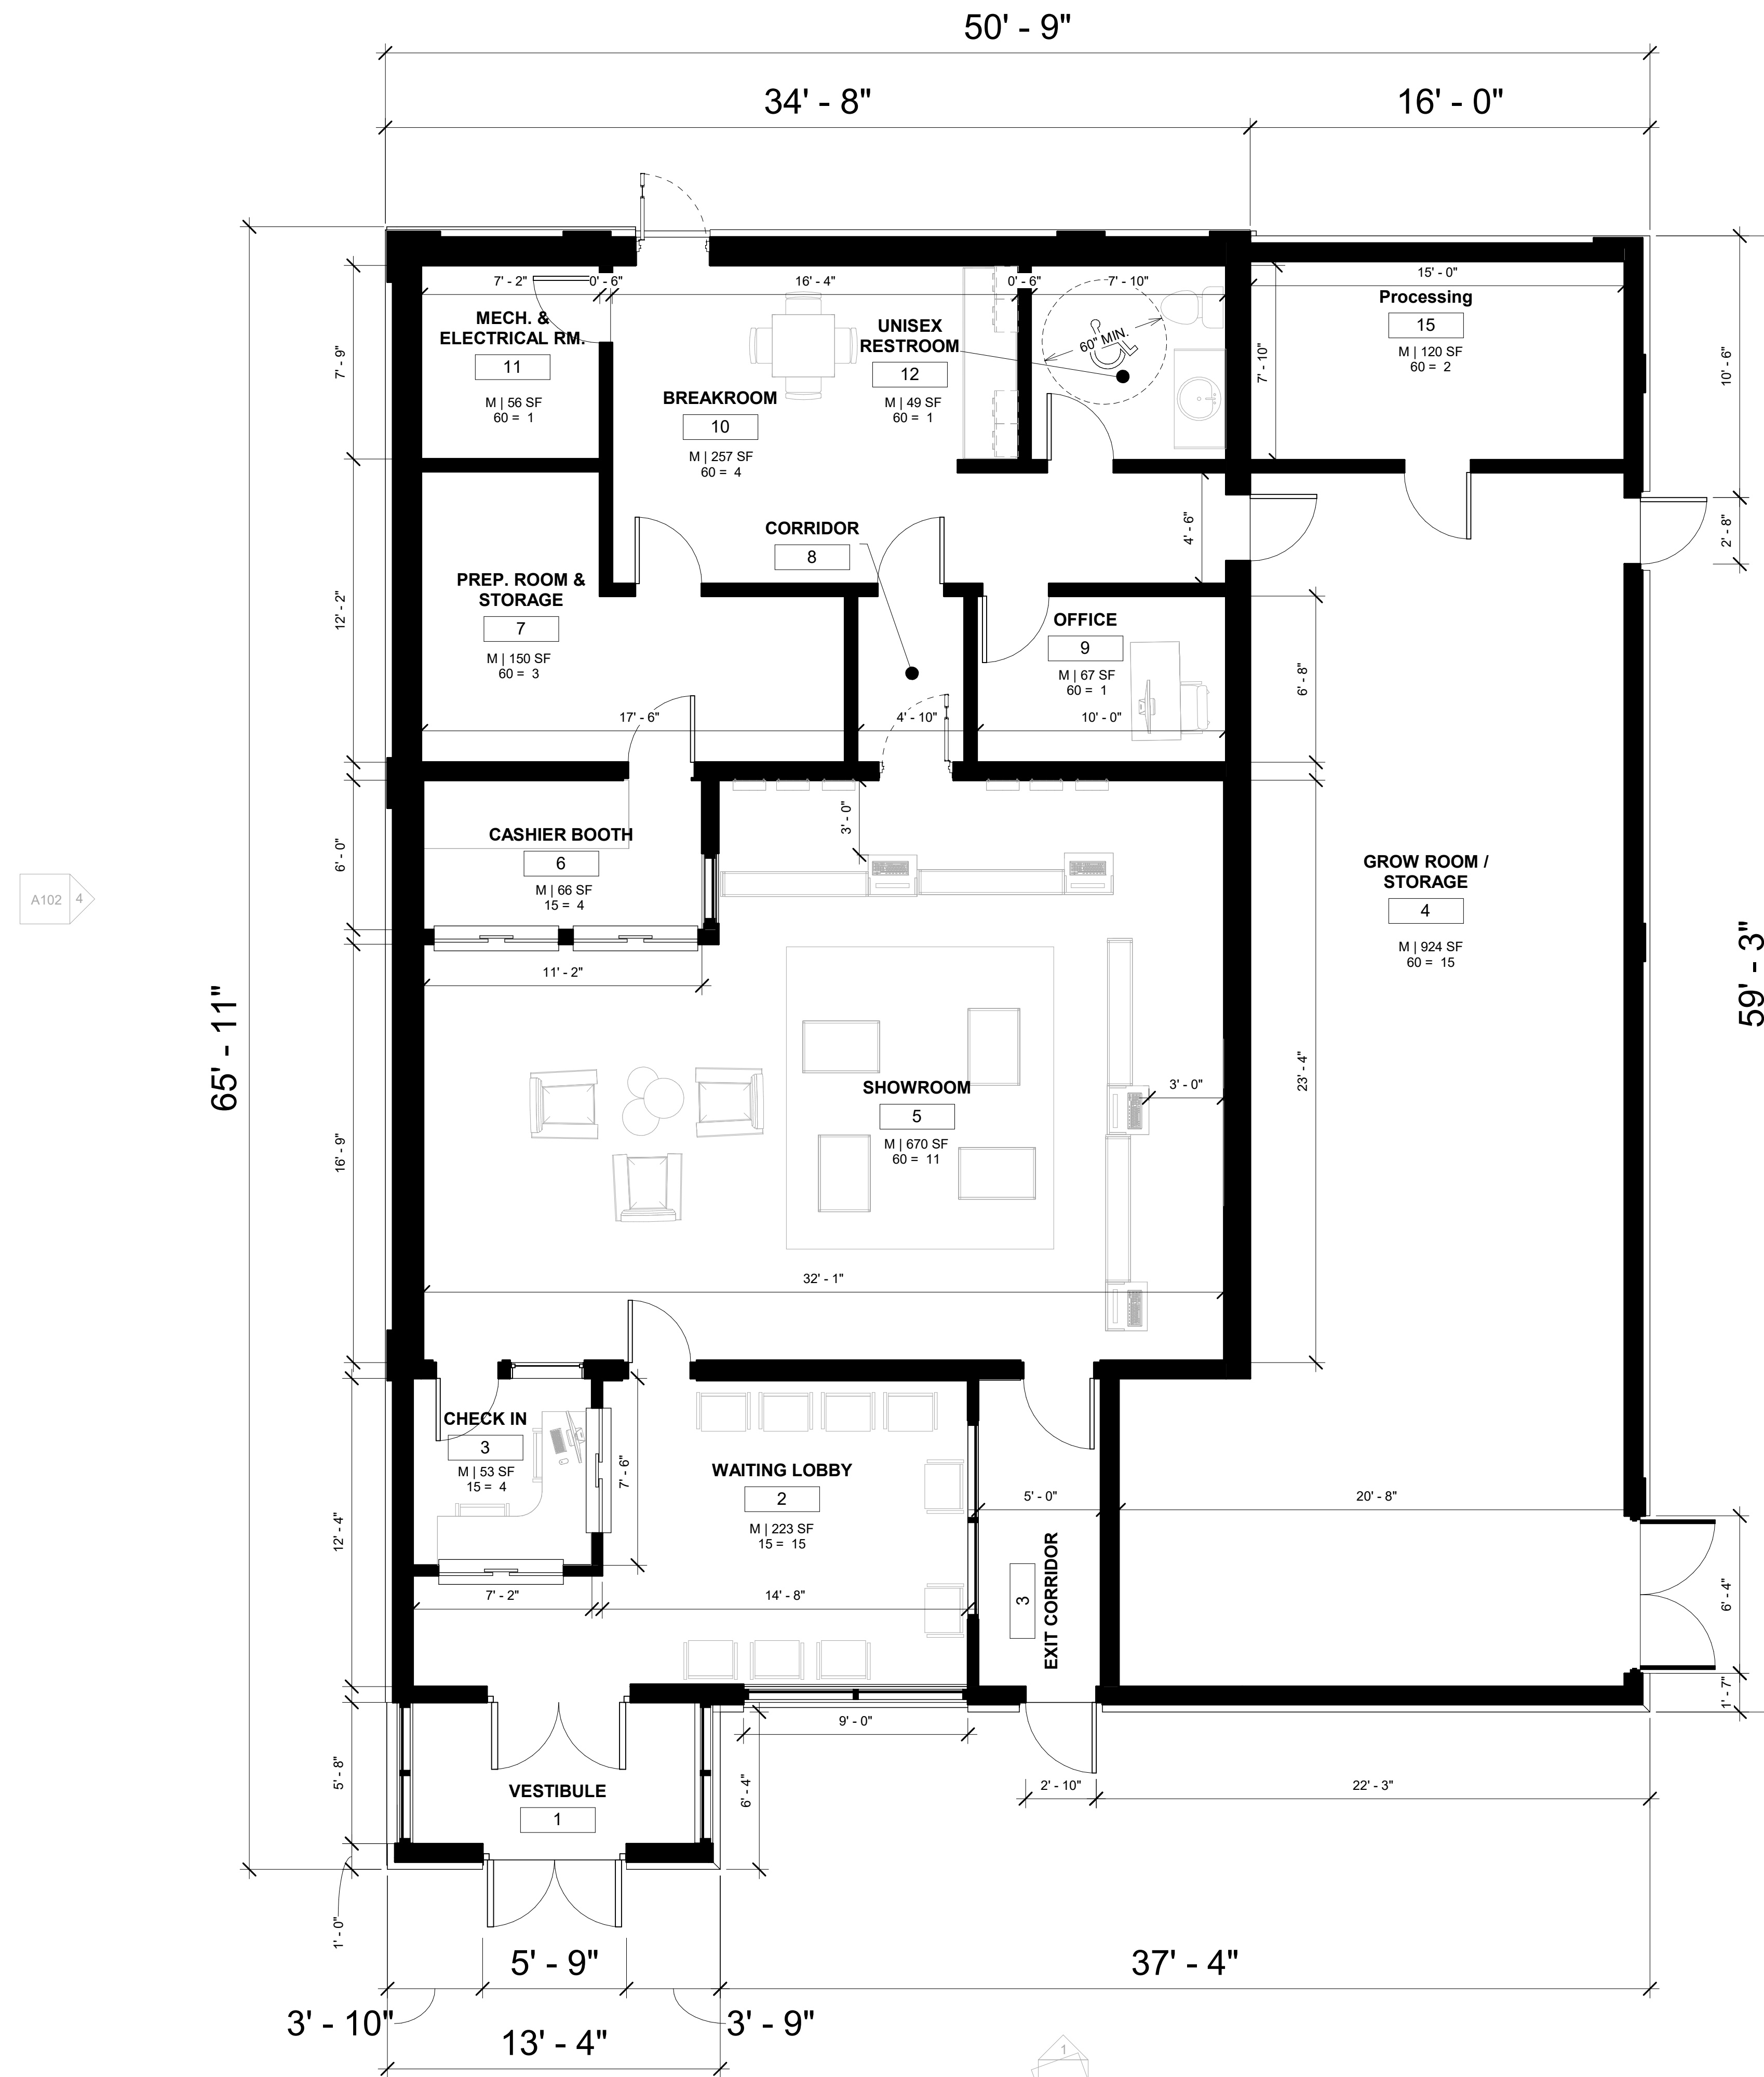 50' - 9"
34' - 8"
16' - 0"
7' - 2"
0' - 6"
16' - 4"
0' - 6"
7' - 10"
15' - 0"
MECH. &
ELECTRICAL RM.
11
M | 56 SF
60 = 1
7' - 9"
UNISEX
RESTROOM
12
M | 49 SF
60 = 1
60" MIN.
Processing
15
M | 120 SF
60 = 2
7' - 10"
10' - 6"
BREAKROOM
10
M | 257 SF
60 = 4
CORRIDOR
8
4' - 6"
2' - 8"
PREP. ROOM &
STORAGE
7
M | 150 SF
60 = 3
12' - 2"
OFFICE
9
M | 67 SF
60 = 1
6' - 8"
17' - 6"
4' - 10"
10' - 0"
CASHIER BOOTH
6
M | 66 SF
15 = 4
6' - 0"
3' - 0"
GROW ROOM /
STORAGE
4
M | 924 SF
60 = 15
A102
4
11' - 2"
65' - 11"
59' - 3"
SHOWROOM
5
M | 670 SF
60 = 11
3' - 0"
23' - 4"
16' - 9"
32' - 1"
CHECK IN
3
M | 53 SF
15 = 4
7' - 6"
WAITING LOBBY
2
M | 223 SF
15 = 15
5' - 0"
20' - 8"
12' - 4"
3
EXIT CORRIDOR
7' - 2"
14' - 8"
6' - 4"
1' - 7"
9' - 0"
5' - 8"
VESTIBULE
1
6' - 4"
2' - 10"
22' - 3"
1' - 0"
5' - 9"
37' - 4"
3' - 10"
3' - 9"
13' - 4"
1